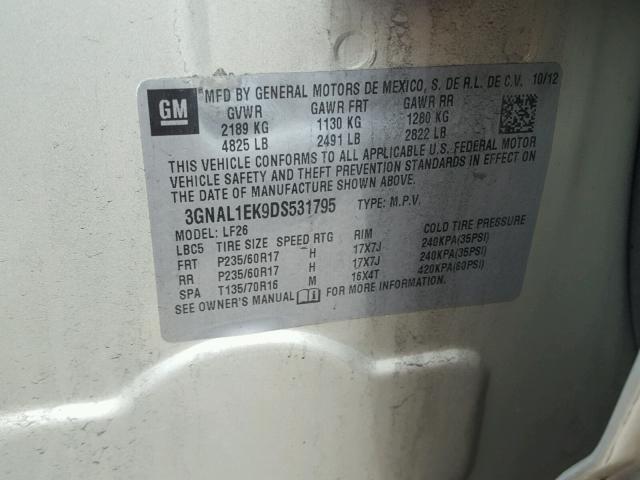 GM
MFD BY GENERAL MOTORS DE MEXICO, S. DE R.L. DE C.V. 10/12
GVWR GAWR FRT GAWR RR
2189 KG 1130 KG 1280 KG
4825 LB 2491 LB 2822 LB
THIS VEHICLE CONFORMS TO ALL APPLICABLE U.S. FEDERAL MOTOR
VEHICLE SAFETY AND THEFT PREVENTION STANDARDS IN EFFECT ON
THE DATE OF MANUFACTURE SHOWN ABOVE.
3GNAL1EK9DS531795 TYPE: M.P.V.
MODEL: LF26
LBC5 TIRE SIZE SPEED RTG RIM COLD TIRE PRESSURE
FRT P235/60R17 H 17X7J 240KPA(35PSI)
RR P235/60R17 H 17X7J 240KPA(35PSI)
SPA T135/70R16 M 16X4T 420KPA(60PSI)
SEE OWNER'S MANUAL FOR MORE INFORMATION.